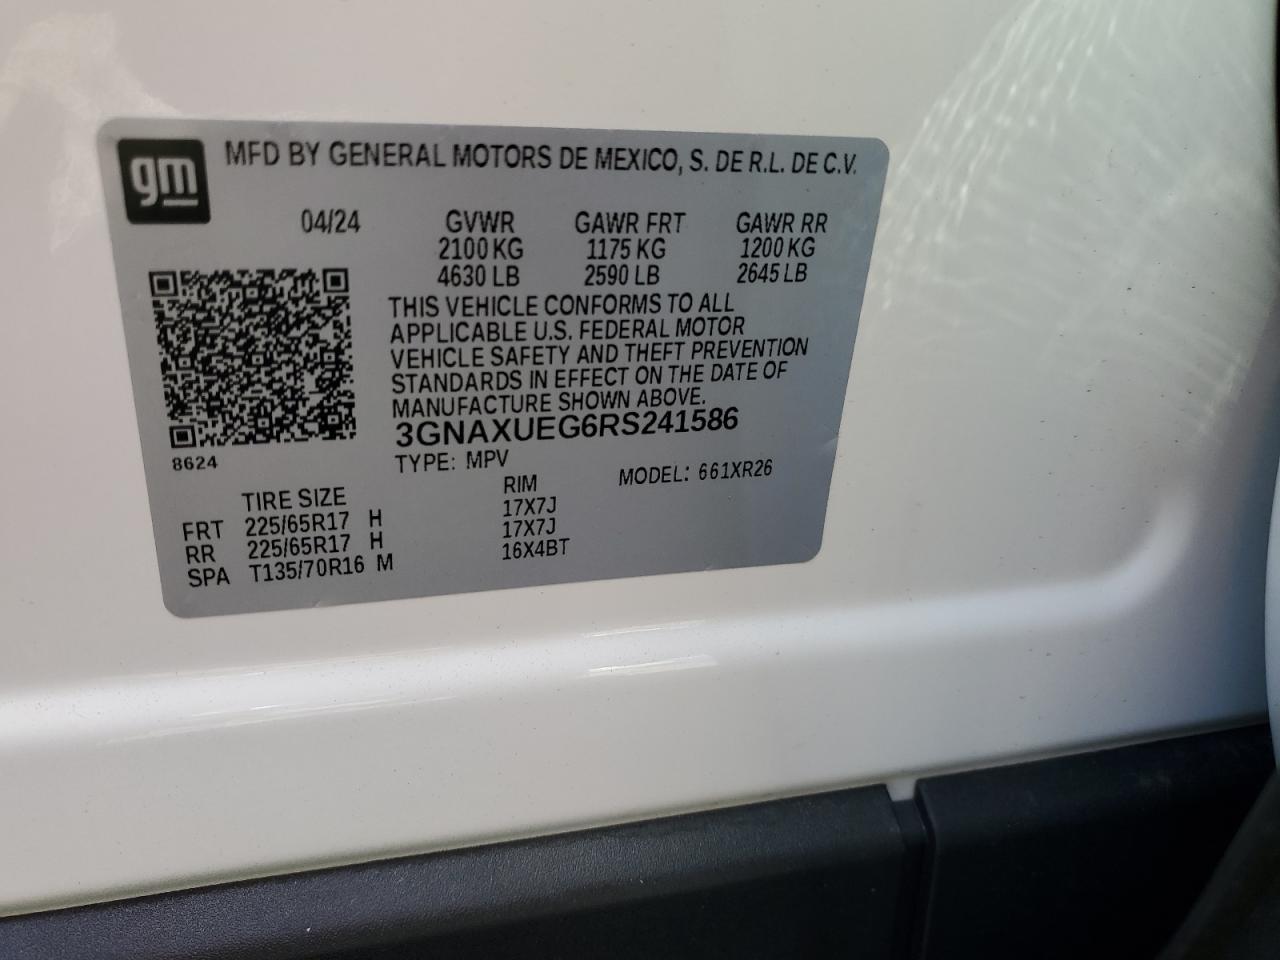 gm
MFD BY GENERAL MOTORS DE MEXICO, S. DE R.L. DE C.V.
04/24 GVWR GAWR FRT GAWR RR
2100 KG 1175 KG 1200 KG
4630 LB 2590 LB 2645 LB
THIS VEHICLE CONFORMS TO ALL
APPLICABLE U.S. FEDERAL MOTOR
VEHICLE SAFETY AND THEFT PREVENTION
STANDARDS IN EFFECT ON THE DATE OF
MANUFACTURE SHOWN ABOVE.
3GNAXUEG6RS241586
8624
TYPE: MPV MODEL: 661XR26
TIRE SIZE RIM
FRT 225/65R17 H 17X7J
RR 225/65R17 H 17X7J
SPA T135/70R16 M 16X4BT